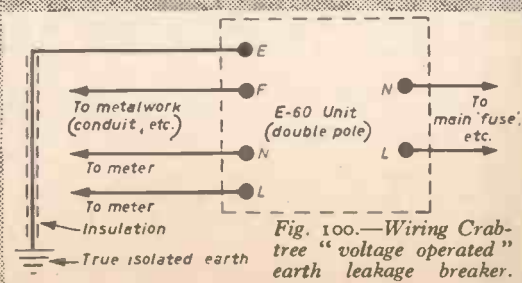 E
F
To metalwork
(conduit, etc.)
N
To meter
L
To meter
Insulation
True isolated earth
E-60 Unit
(double pole)
N
L
To
main fuse,
etc.
Fig. 100.—Wiring Crab-
tree "voltage operated"
earth leakage breaker.